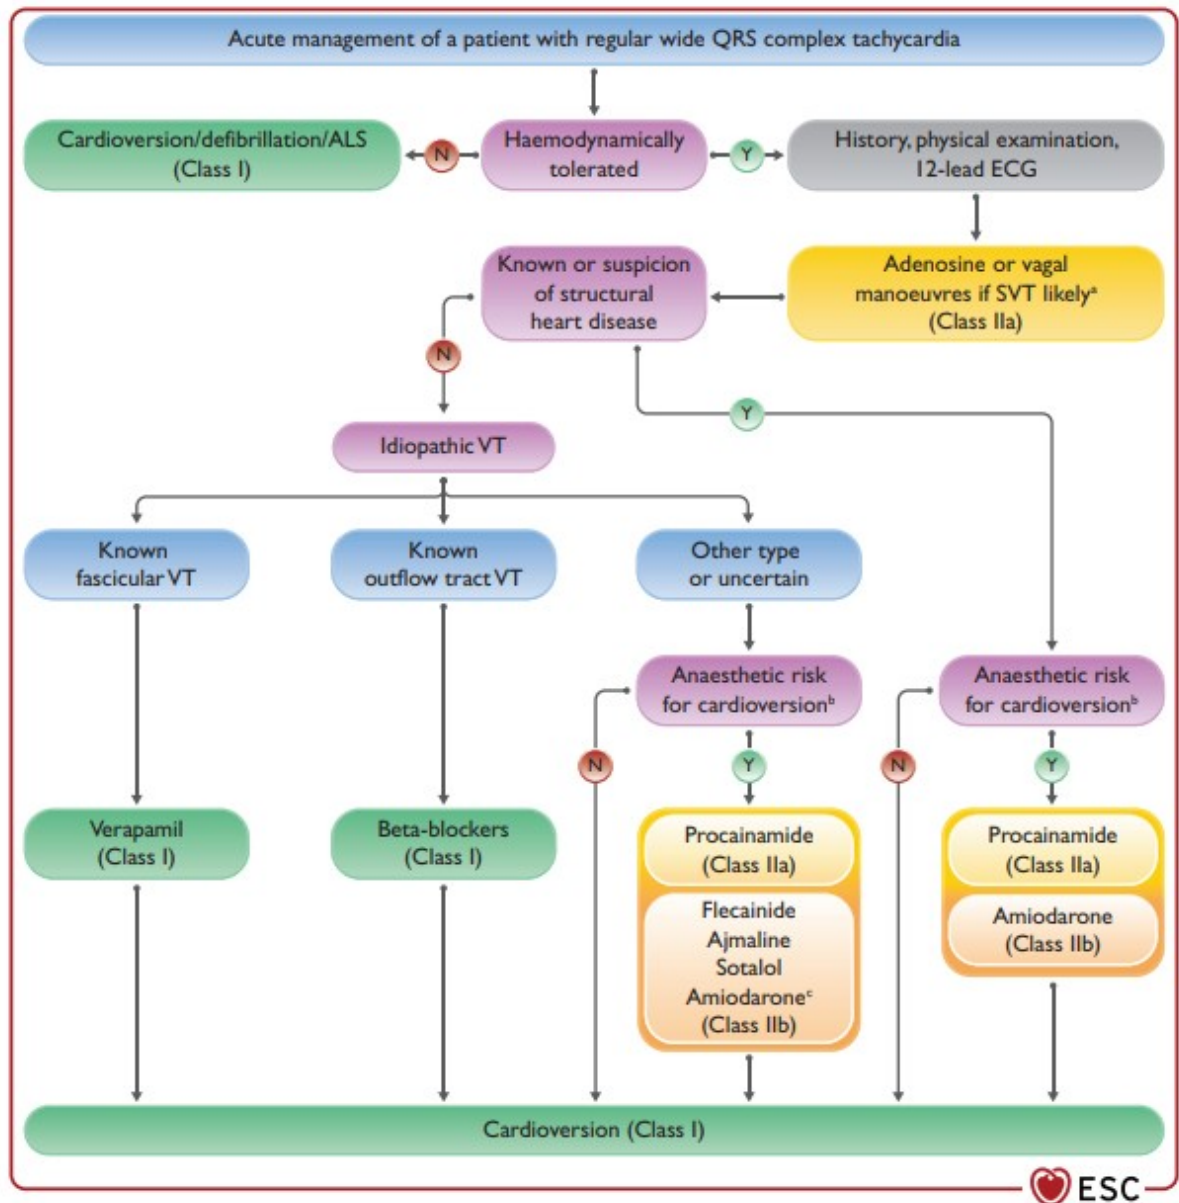 Acute management of a patient with regular wide QRS complex tachycardia
Cardioversion/defibrillation/ALS
(Class I)
N
Haemodynamically
tolerated
Y
History, physical examination,
12-lead ECG
Known or suspicion
of structural
heart disease
Adenosine or vagal
manoeuvres if SVT likelyᵃ
(Class IIa)
N
Y
Idiopathic VT
Known
fascicular VT
Known
outflow tract VT
Other type
or uncertain
Anaesthetic risk
for cardioversionᵇ
Anaesthetic risk
for cardioversionᵇ
N
Y
N
Y
Verapamil
(Class I)
Beta-blockers
(Class I)
Procainamide
(Class IIa)
Flecainide
Ajmaline
Sotalol
Amiodaroneᶜ
(Class IIb)
Procainamide
(Class IIa)
Amiodarone
(Class IIb)
Cardioversion (Class I)
ESC